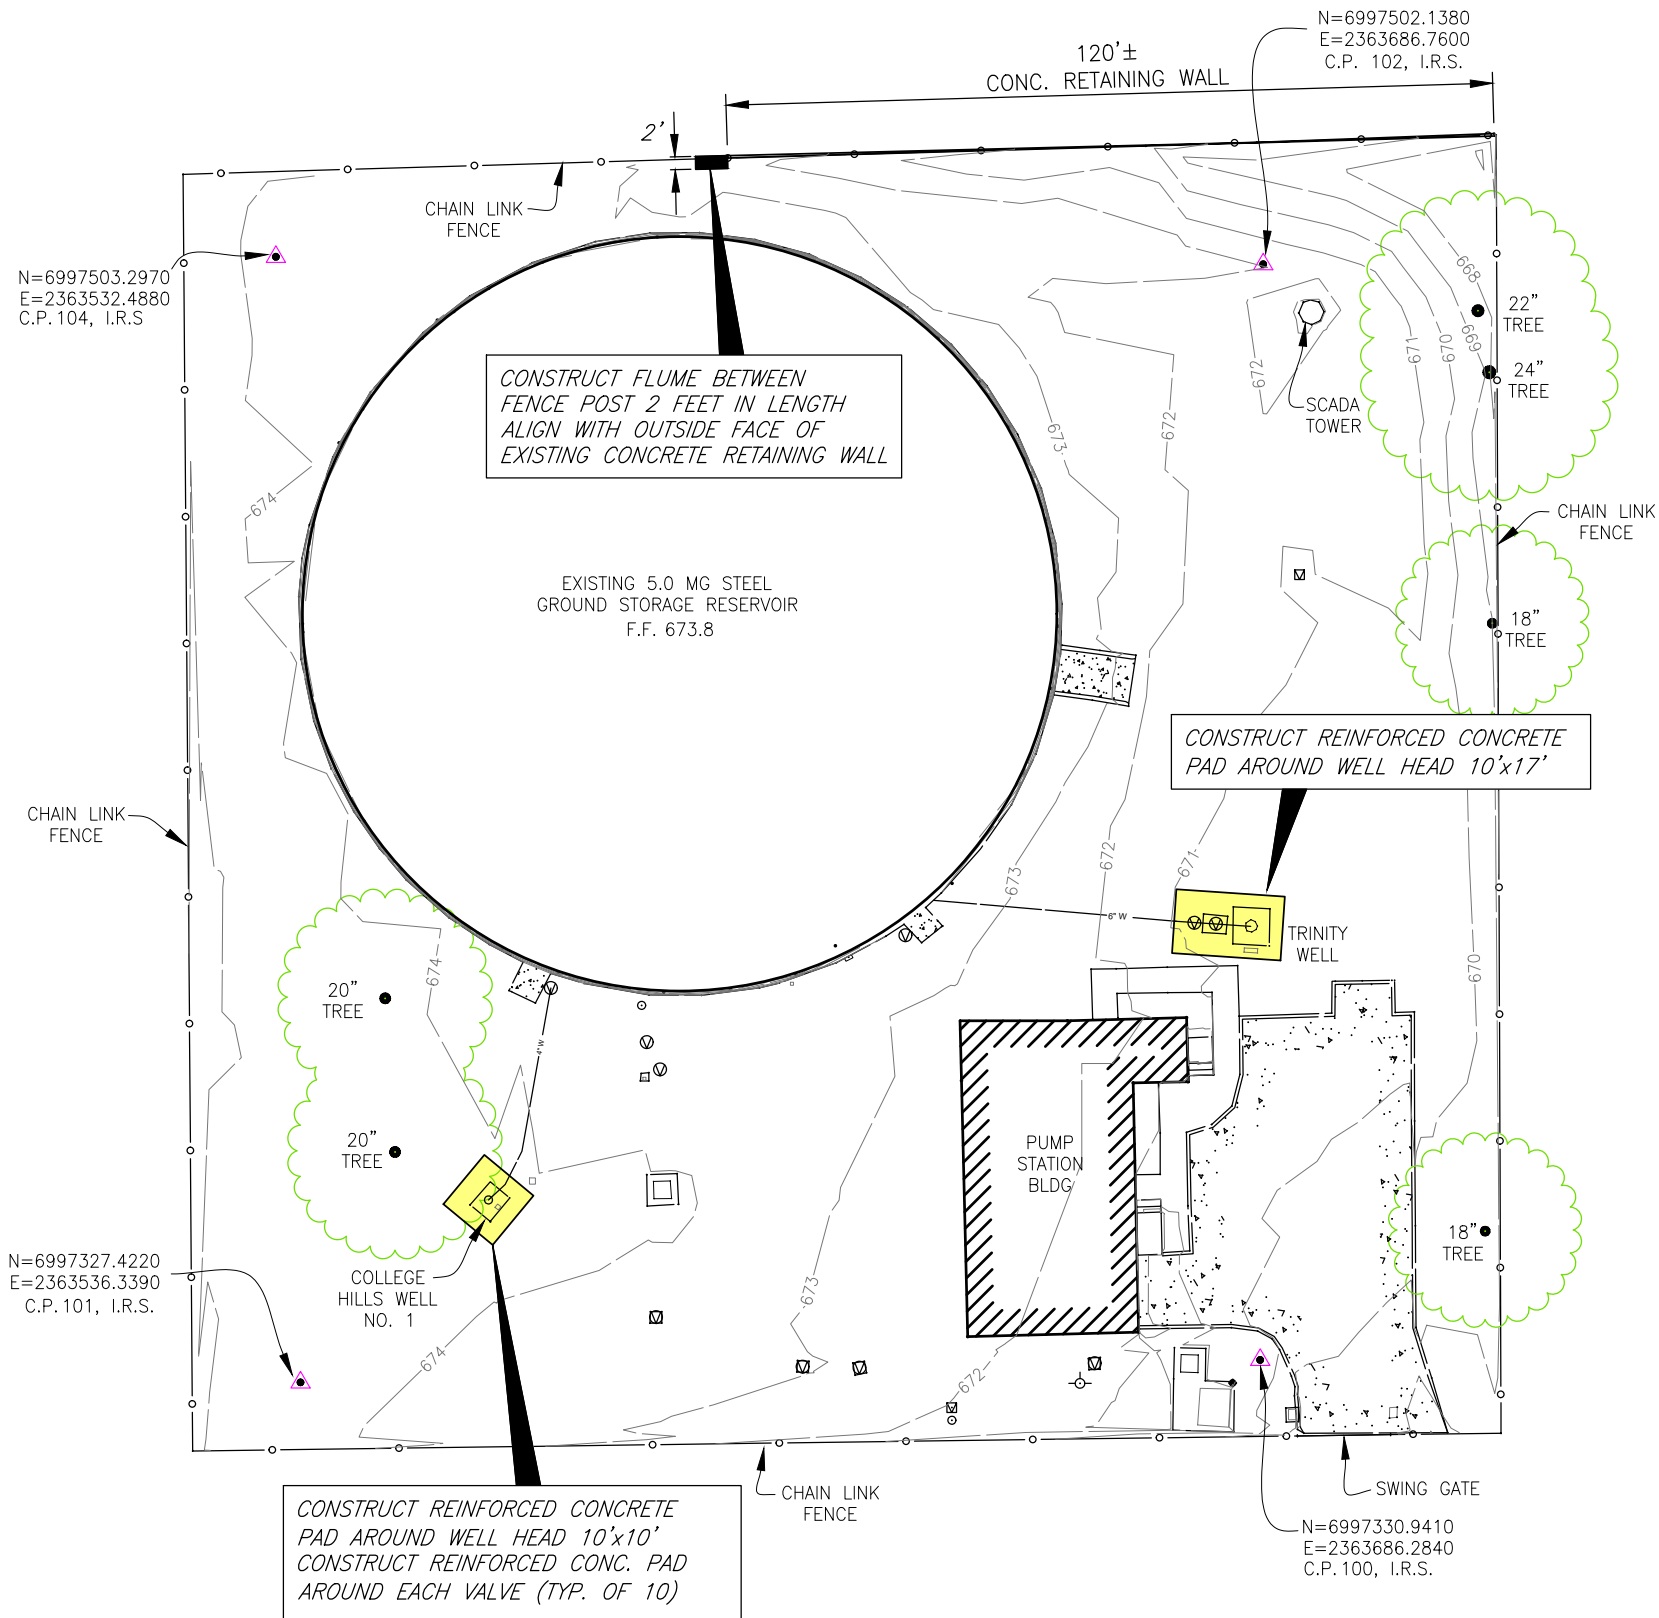 N=6997502.1380
E=2363686.7600
C.P. 102, I.R.S.
120'±
CONC. RETAINING WALL
2'
CHAIN LINK
FENCE
N=6997503.2970
E=2363532.4880
C.P. 104, I.R.S
668
669
670
671
22"
TREE
24"
TREE
672
SCADA
TOWER
CONSTRUCT FLUME BETWEEN
FENCE POST 2 FEET IN LENGTH
ALIGN WITH OUTSIDE FACE OF
EXISTING CONCRETE RETAINING WALL
673
672
674
CHAIN LINK
FENCE
EXISTING 5.0 MG STEEL
GROUND STORAGE RESERVOIR
F.F. 673.8
18"
TREE
CONSTRUCT REINFORCED CONCRETE
PAD AROUND WELL HEAD 10'x17'
CHAIN LINK
FENCE
673
672
671
6" W
TRINITY
WELL
674
670
20"
TREE
4" W
20"
TREE
PUMP
STATION
BLDG
18"
TREE
N=6997327.4220
E=2363536.3390
C.P. 101, I.R.S.
COLLEGE
HILLS WELL
NO. 1
673
674
672
CHAIN LINK
FENCE
SWING GATE
CONSTRUCT REINFORCED CONCRETE
PAD AROUND WELL HEAD 10'x10'
CONSTRUCT REINFORCED CONC. PAD
AROUND EACH VALVE (TYP. OF 10)
N=6997330.9410
E=2363686.2840
C.P. 100, I.R.S.